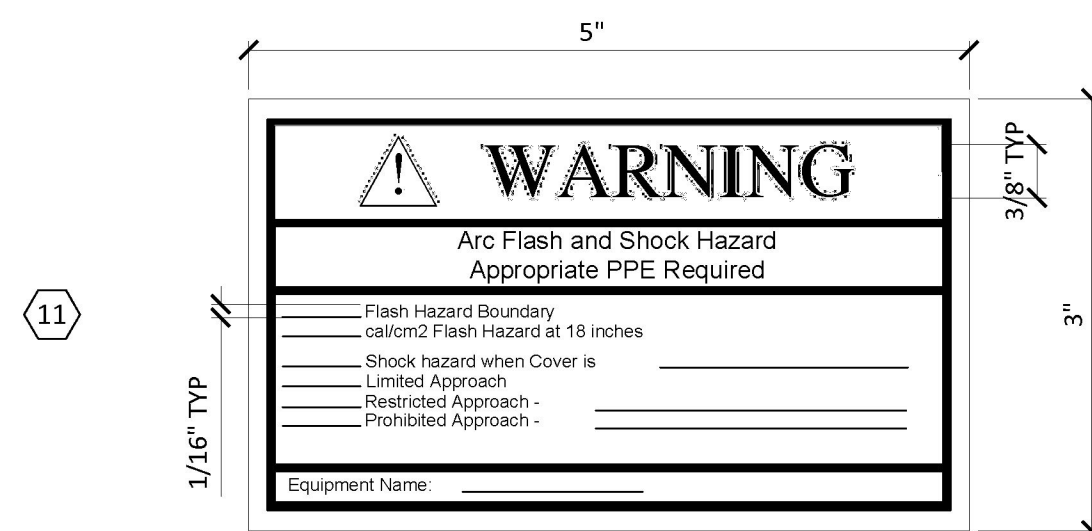 5"
WARNING
3/8" TYP
Arc Flash and Shock Hazard
Appropriate PPE Required
11
3"
Flash Hazard Boundary
cal/cm2 Flash Hazard at 18 inches
Shock hazard when Cover is
Limited Approach
Restricted Approach -
Prohibited Approach -
1/16" TYP
Equipment Name: